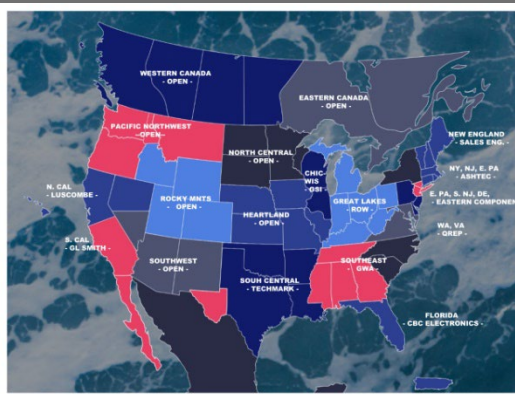 WESTERN CANADA
- OPEN -
EASTERN CANADA
- OPEN -
PACIFIC NORTHWEST
- OPEN -
NEW ENGLAND
- SALES ENG. -
NORTH CENTRAL
- OPEN -
CHIC-
WIS
- GSI -
NY, NJ, E. PA
- ASHTEC -
N. CAL
- LUSCOMBE -
ROCKY MNTS
- OPEN -
HEARTLAND
- OPEN -
GREAT LAKES
- ROW -
E. PA, S. NJ, DE,
- EASTERN COMPONEN
WA, VA
- QREP -
S. CAL
- GL SMITH -
SOUTHWEST
- OPEN -
SOUTHEAST
- GWA -
SOUH CENTRAL
- TECHMARK -
FLORIDA
- CBC ELECTRONICS -